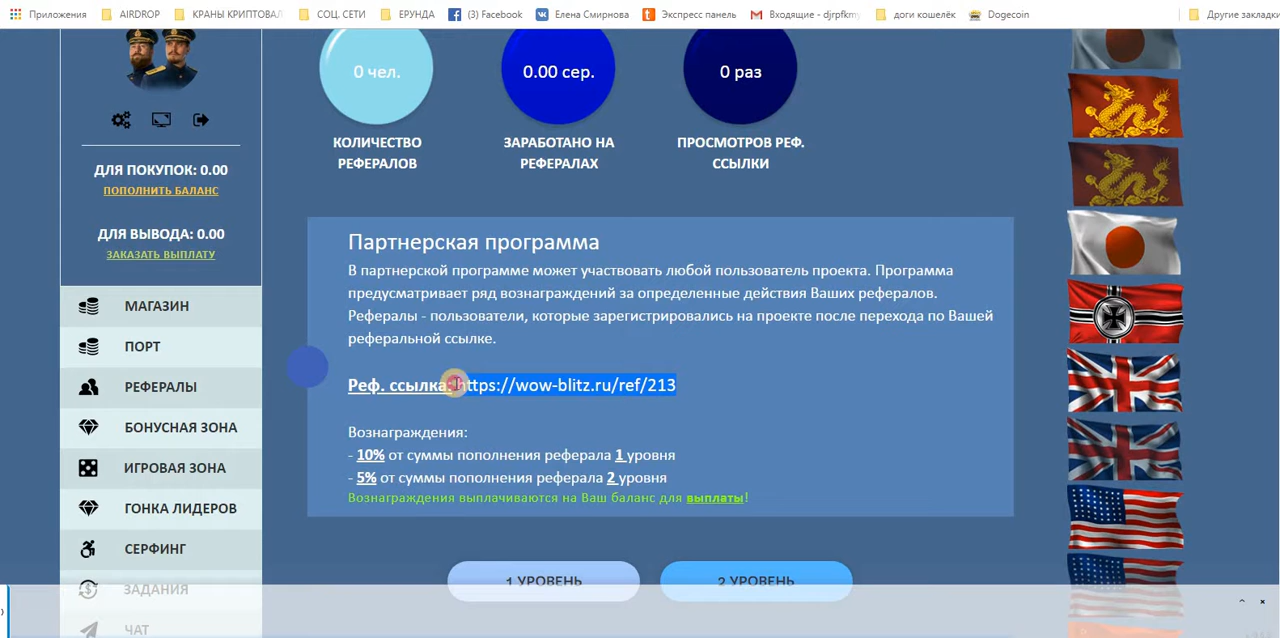 Приложения AIRDROP КРАНЫ КРИПТОВАЛ СОЦ. СЕТИ ЕРУНДА (3) Facebook Елена Смирнова Экспресс панель Входящие - djrpfkmy доги кошелёк Dogecoin Другие закладки
0 чел. 0.00 сер. 0 раз
КОЛИЧЕСТВО РЕФЕРАЛОВ
ЗАРАБОТАНО НА РЕФЕРАЛАХ
ПРОСМОТРОВ РЕФ. ССЫЛКИ
ДЛЯ ПОКУПОК: 0.00
ПОПОЛНИТЬ БАЛАНС
ДЛЯ ВЫВОДА: 0.00
ЗАКАЗАТЬ ВЫПЛАТУ
МАГАЗИН
ПОРТ
РЕФЕРАЛЫ
БОНУСНАЯ ЗОНА
ИГРОВАЯ ЗОНА
ГОНКА ЛИДЕРОВ
СЕРФИНГ
ЗАДАНИЯ
ЧАТ
Партнерская программа
В партнерской программе может участвовать любой пользователь проекта. Программа
предусматривает ряд вознаграждений за определенные действия Ваших рефералов.
Рефералы - пользователи, которые зарегистрировались на проекте после перехода по Вашей
реферальной ссылке.
Реф. ссылка: https://wow-blitz.ru/ref/213
Вознаграждения:
- 10% от суммы пополнения реферала 1 уровня
- 5% от суммы пополнения реферала 2 уровня
Вознаграждения выплачиваются на Ваш баланс для выплаты!
1 УРОВЕНЬ
2 УРОВЕНЬ